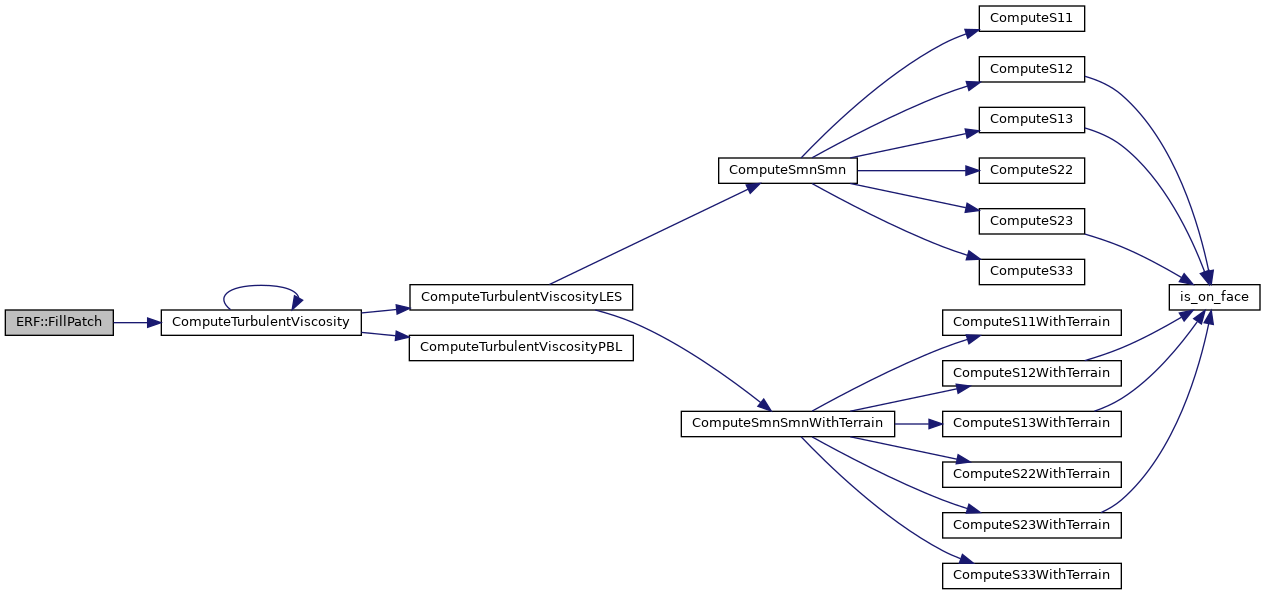 ERF::FillPatch
ComputeTurbulentViscosity
ComputeTurbulentViscosityLES
ComputeTurbulentViscosityPBL
ComputeSmnSmn
ComputeSmnSmnWithTerrain
ComputeS11
ComputeS12
ComputeS13
ComputeS22
ComputeS23
ComputeS33
ComputeS11WithTerrain
ComputeS12WithTerrain
ComputeS13WithTerrain
ComputeS22WithTerrain
ComputeS23WithTerrain
ComputeS33WithTerrain
is_on_face